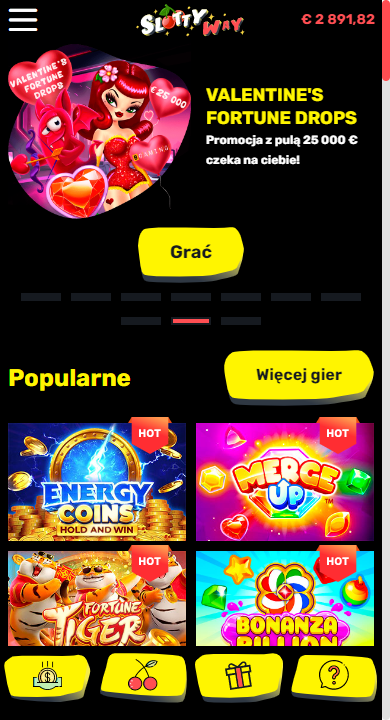 SLOTTY WAY
€ 2 891,82
VALENTINE'S
FORTUNE
DROPS
€25 000
VALENTINE'S
FORTUNE DROPS
Promocja z pulą 25 000 €
czeka na ciebie!
Grać
Popularne
Więcej gier
HOT
ENERGY
COINS
HOLD AND WIN
HOT
MERGE
UP
TM
HOT
FORTUNE
TIGER
HOT
BONANZA
BILLION
$
?